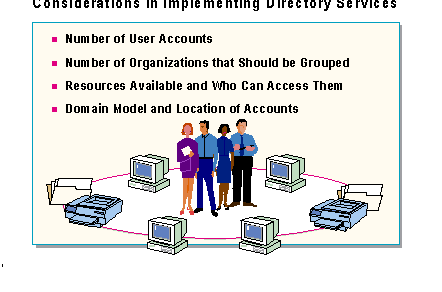 Considerations in Implementing Directory Services
Number of User Accounts
Number of Organizations that Should be Grouped
Resources Available and Who Can Access Them
Domain Model and Location of Accounts